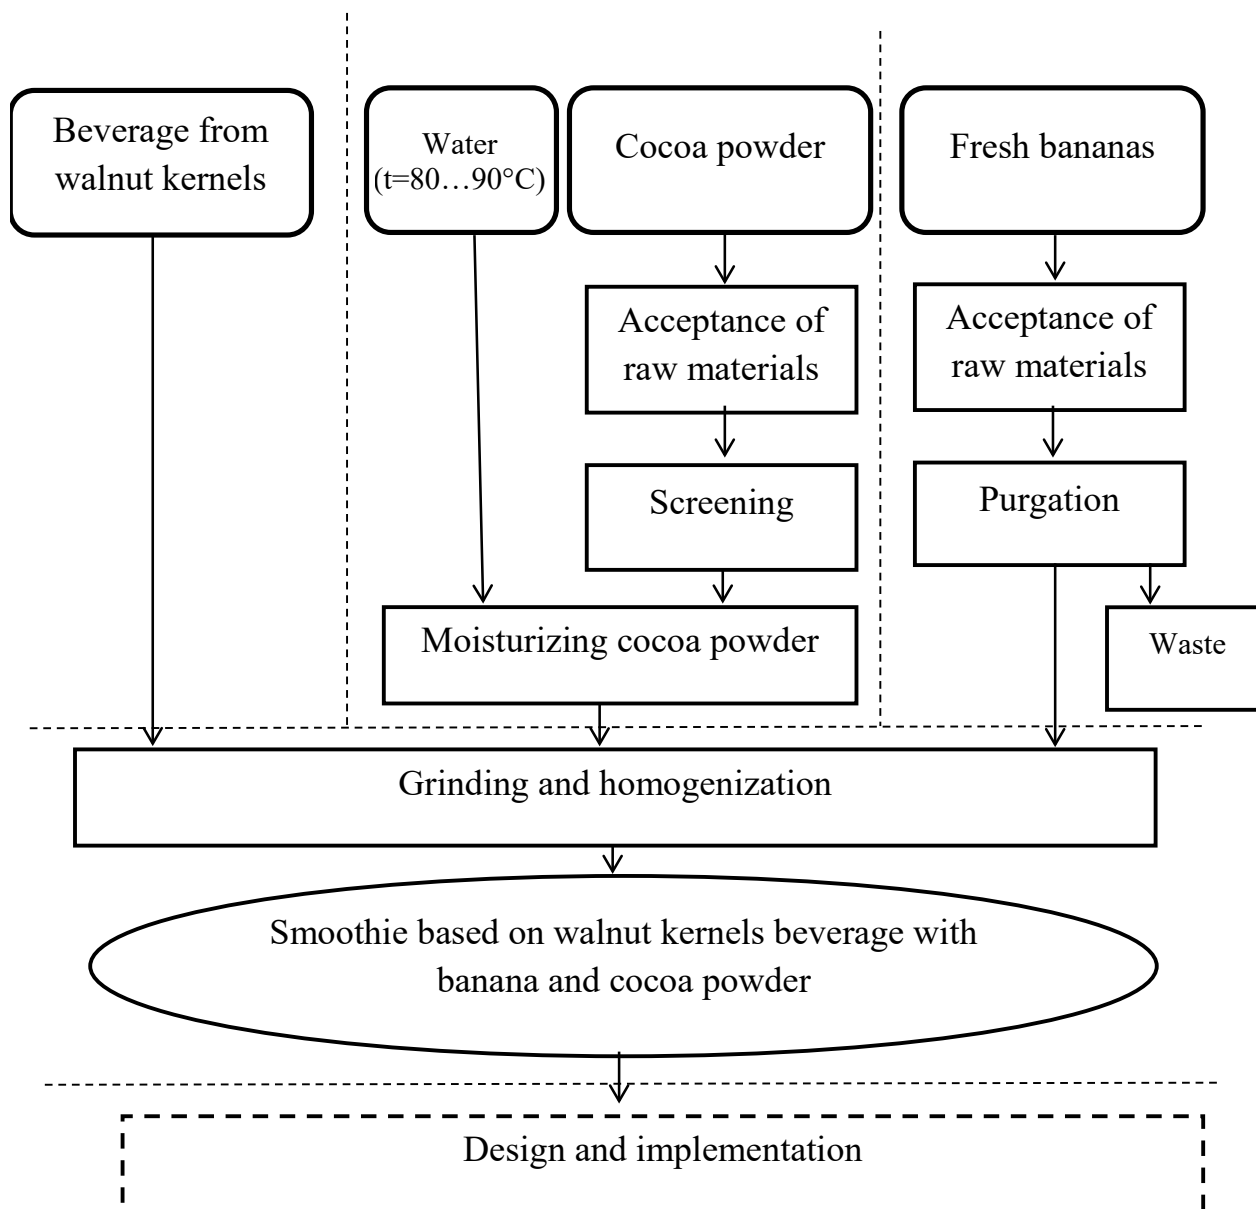 Beverage from
walnut kernels
Water
(t=80…90°C)
Cocoa powder
Fresh bananas
Acceptance of
raw materials
Acceptance of
raw materials
Screening
Purgation
Moisturizing cocoa powder
Waste
Grinding and homogenization
Smoothie based on walnut kernels beverage with
banana and cocoa powder
Design and implementation